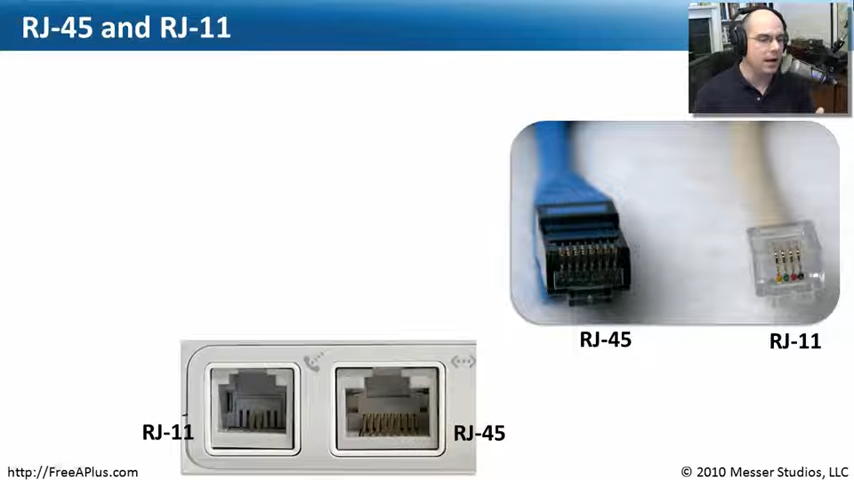 RJ-45 and RJ-11
RJ-45
RJ-11
RJ-11
RJ-45
http://FreeAPlus.com
© 2010 Messer Studios, LLC